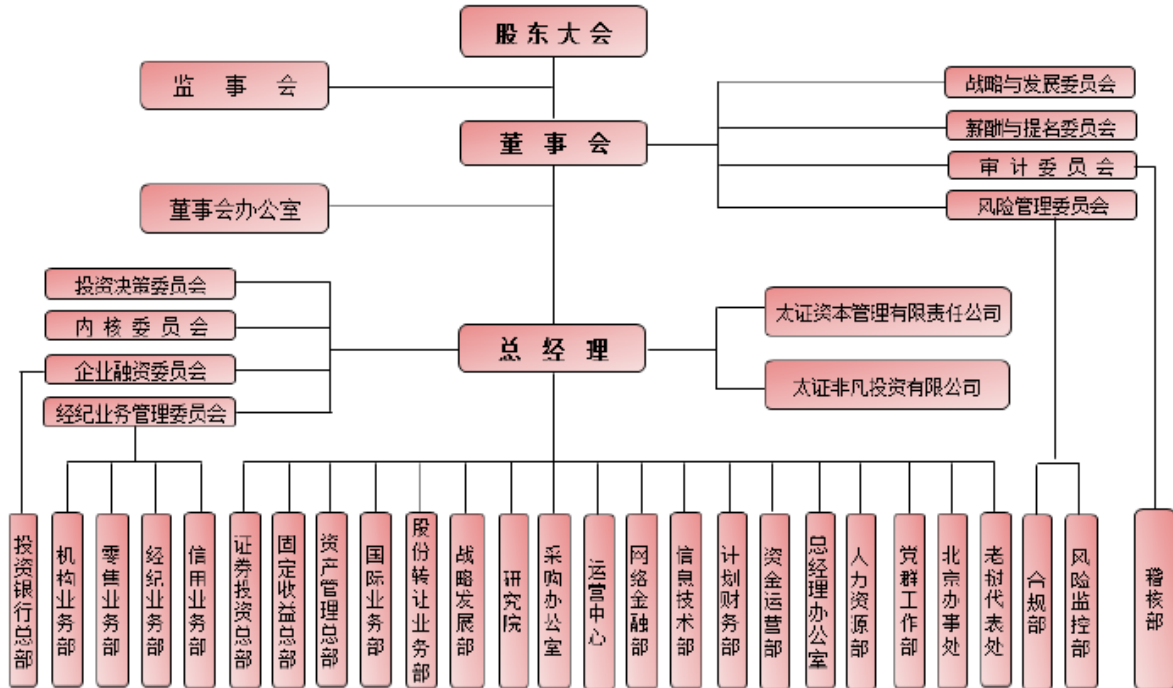 股东大会
监事会
战略与发展委员会
董事会
薪酬与提名委员会
审计委员会
董事会办公室
风险管理委员会
投资决策委员会
内核委员会
总经理
太证资本管理有限责任公司
企业融资委员会
太证非凡投资有限公司
经纪业务管理委员会
投资银行总部
机构业务部
零售业务部
经纪业务部
信用业务部
证券投资总部
固定收益总部
资产管理总部
国际业务部
股份转让业务部
战略发展部
研究院
采购办公室
运营中心
网络金融部
信息技术部
计划财务部
资金运营部
总经理办公室
人力资源部
党群工作部
北京办事处
老挝代表处
合规部
风险监控部
稽核部